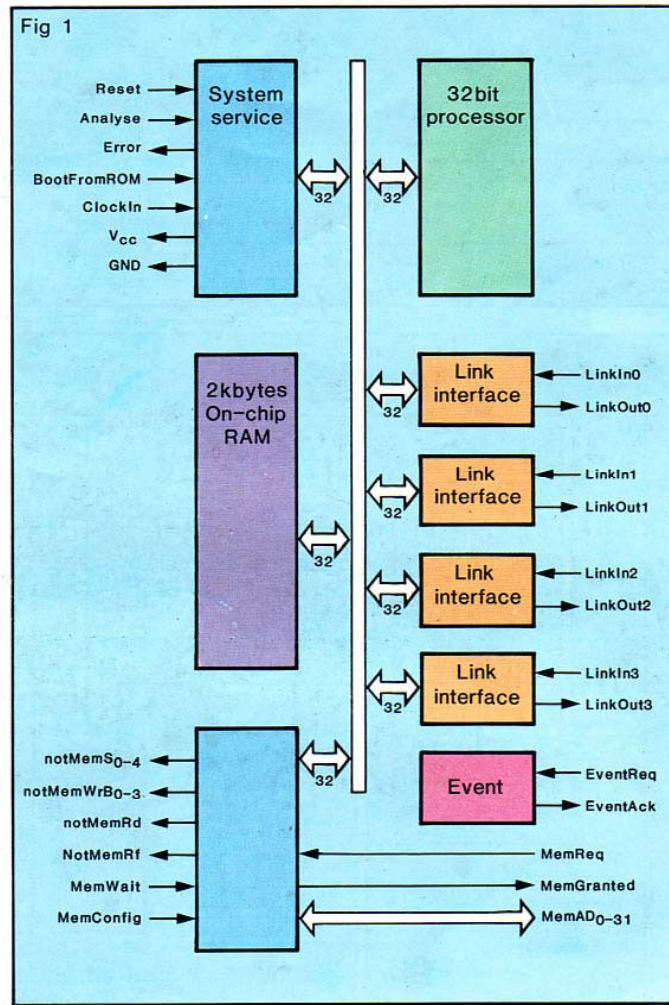 Fig 1
Reset
Analyse
Error
BootFromROM
ClockIn
Vcc
GND
System
service
32
32
32bit
processor
2kbytes
On-chip
RAM
32
32
Link
interface
LinkIn0
LinkOut0
32
Link
interface
LinkIn1
LinkOut1
32
Link
interface
LinkIn2
LinkOut2
32
Link
interface
LinkIn3
LinkOut3
notMemS0-4
notMemWrB0-3
notMemRd
NotMemRf
MemWait
MemConfig
32
Event
EventReq
EventAck
MemReq
MemGranted
MemAD0-31